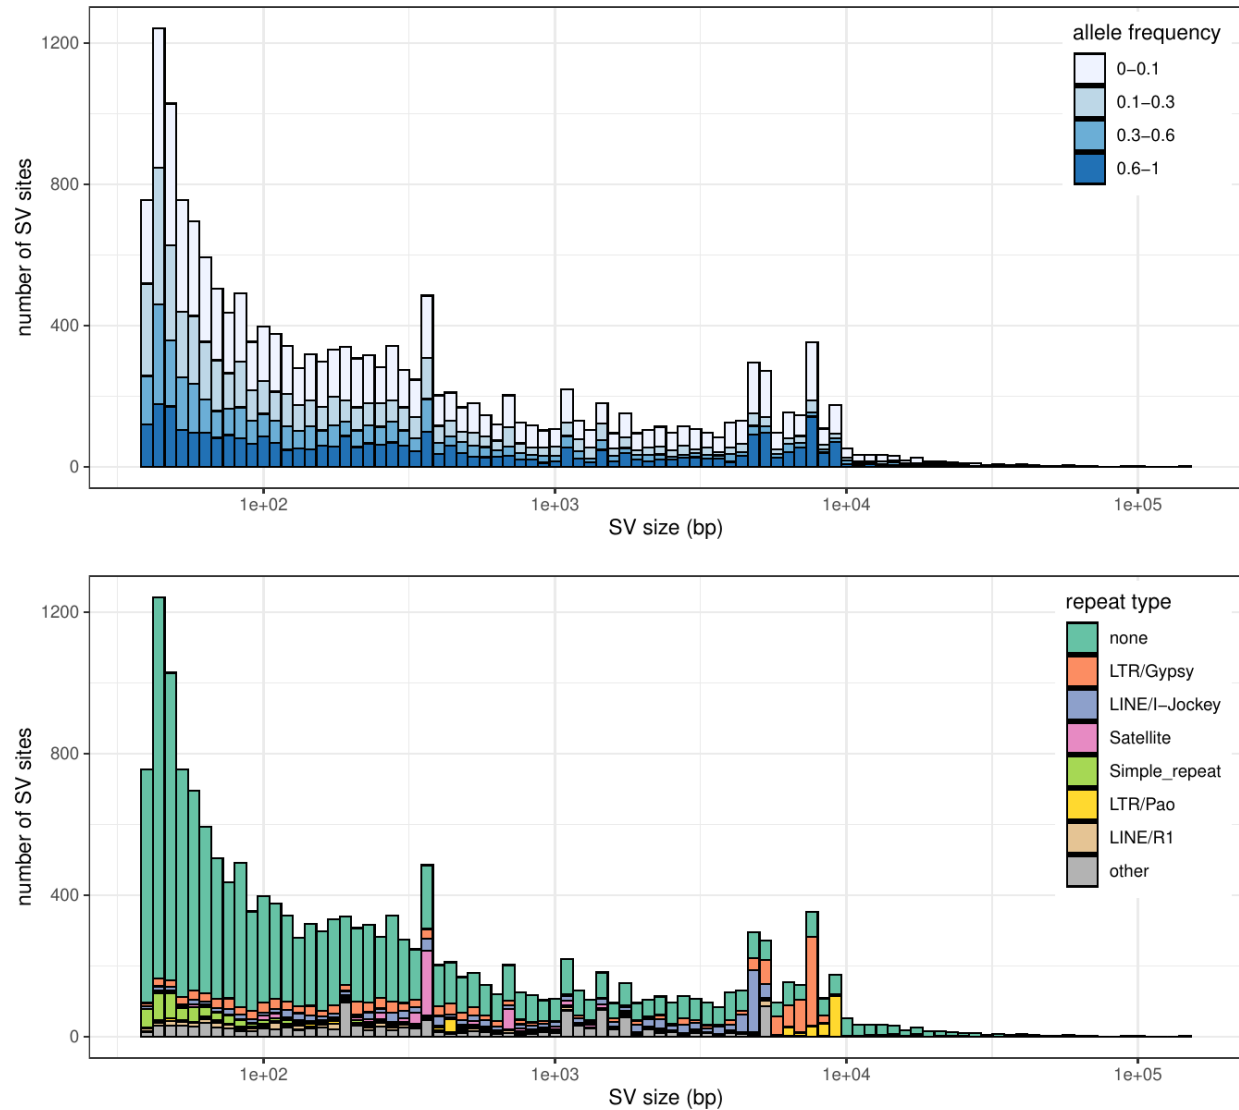 number of SV sites
1200
800
400
0
1e+02
1e+03
1e+04
1e+05
SV size (bp)
allele frequency
0−0.1
0.1−0.3
0.3−0.6
0.6−1
number of SV sites
1200
800
400
0
1e+02
1e+03
1e+04
1e+05
SV size (bp)
repeat type
none
LTR/Gypsy
LINE/I−Jockey
Satellite
Simple_repeat
LTR/Pao
LINE/R1
other